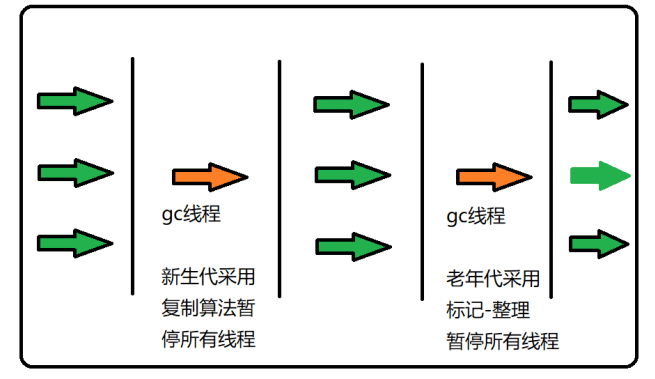 gc线程
新生代采用
复制算法暂
停所有线程
gc线程
老年代采用
标记-整理
暂停所有线程